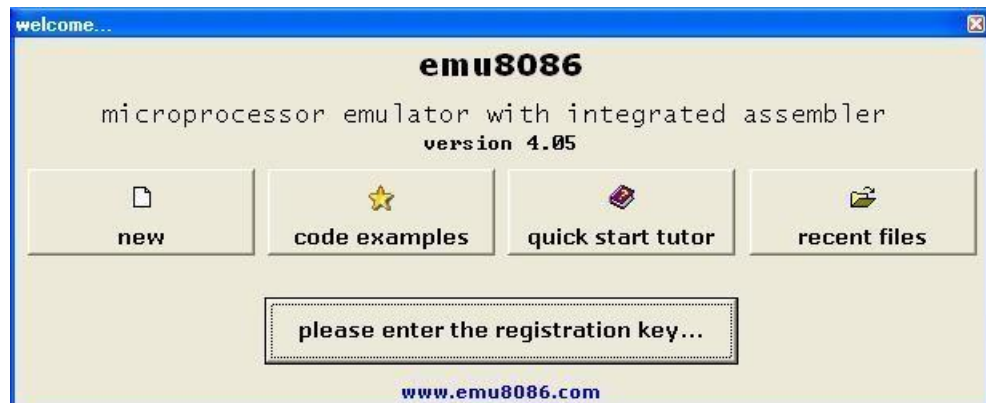 welcome...
emu8086
microprocessor emulator with integrated assembler
version 4.05
new
code examples
quick start tutor
recent files
please enter the registration key...
www.emu8086.com